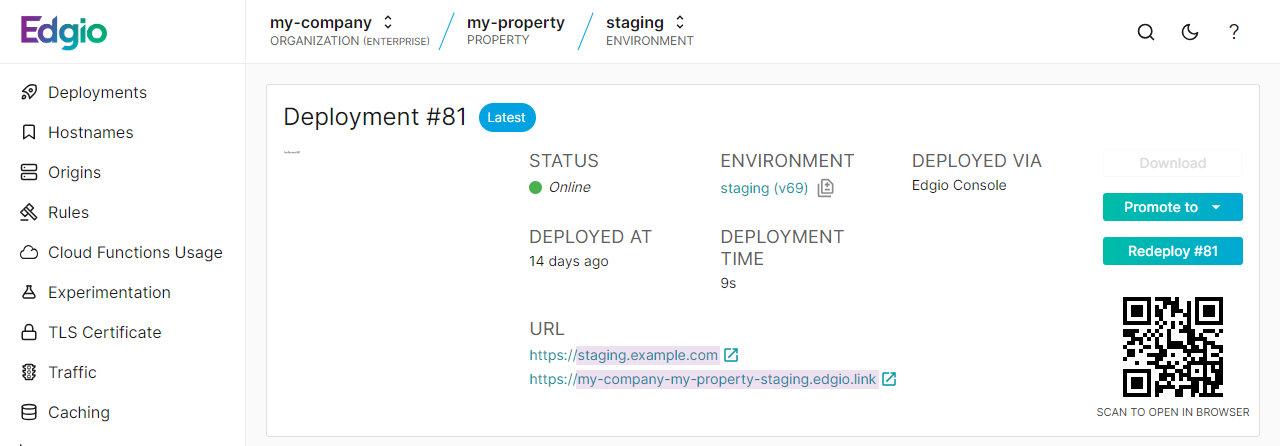 Edgio
my-company my-property staging
ORGANIZATION (ENTERPRISE) PROPERTY ENVIRONMENT
?
Deployments
Hostnames
Origins
Rules
Cloud Functions Usage
Experimentation
TLS Certificate
Traffic
Caching
Deployment #81 Latest
STATUS
Online
ENVIRONMENT
staging (v69)
DEPLOYED VIA
Edgio Console
DEPLOYED AT
14 days ago
DEPLOYMENT
TIME
9s
URL
https://staging.example.com
https://my-company-my-property-staging.edgio.link
Download
Promote to
Redeploy #81
SCAN TO OPEN IN BROWSER